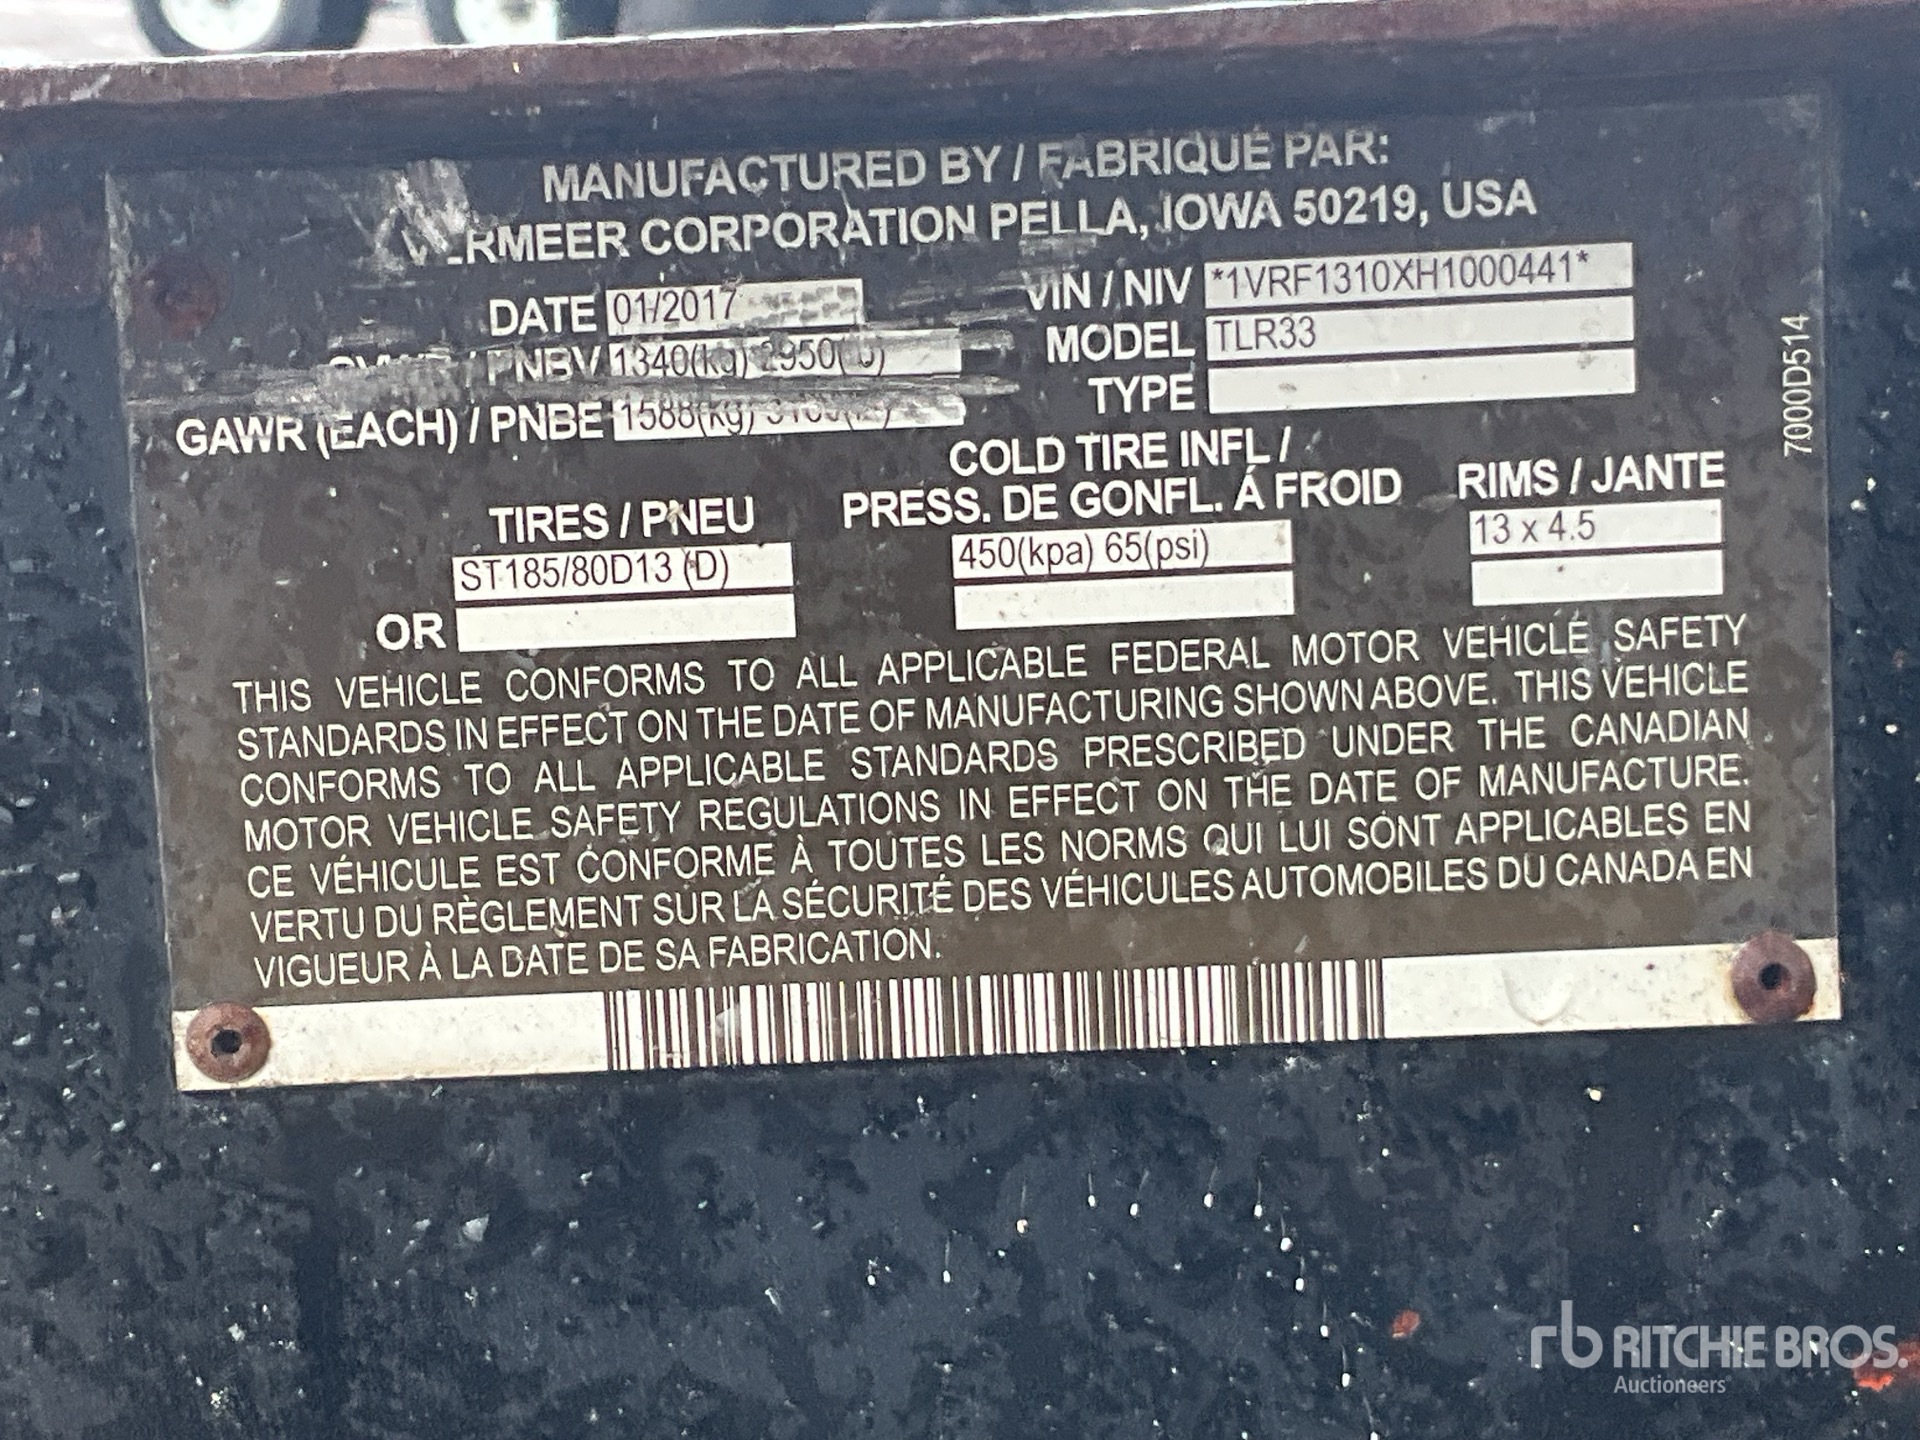 MANUFACTURED BY / FABRIQUÉ PAR:
CORPORATION PELLA, IOWA 50219, USA
DATE 01/2017
VIN / NIV *1VRF1310XH1000441*
/ PNBV 1340(kg) 2950
MODEL TLR33
GAWR (EACH) / PNBE 1588(kg)
TYPE
TIRES / PNEU
COLD TIRE INFL /
PRESS. DE GONFL. Á FROID
RIMS / JANTE
ST185/80D13 (D)
450(kpa) 65(psi)
13 x 4.5
OR
7000D514
THIS VEHICLE CONFORMS TO ALL APPLICABLE FEDERAL MOTOR VEHICLE SAFETY
STANDARDS IN EFFECT ON THE DATE OF MANUFACTURING SHOWN ABOVE. THIS VEHICLE
CONFORMS TO ALL APPLICABLE STANDARDS PRESCRIBED UNDER THE CANADIAN
MOTOR VEHICLE SAFETY REGULATIONS IN EFFECT ON THE DATE OF MANUFACTURE.
CE VÉHICULE EST CONFORME À TOUTES LES NORMS QUI LUI SONT APPLICABLES EN
VERTU DU RÈGLEMENT SUR LA SÉCURITÉ DES VÉHICULES AUTOMOBILES DU CANADA EN
VIGUEUR À LA DATE DE SA FABRICATION.
rb RITCHIE BROS.
Auctioneers